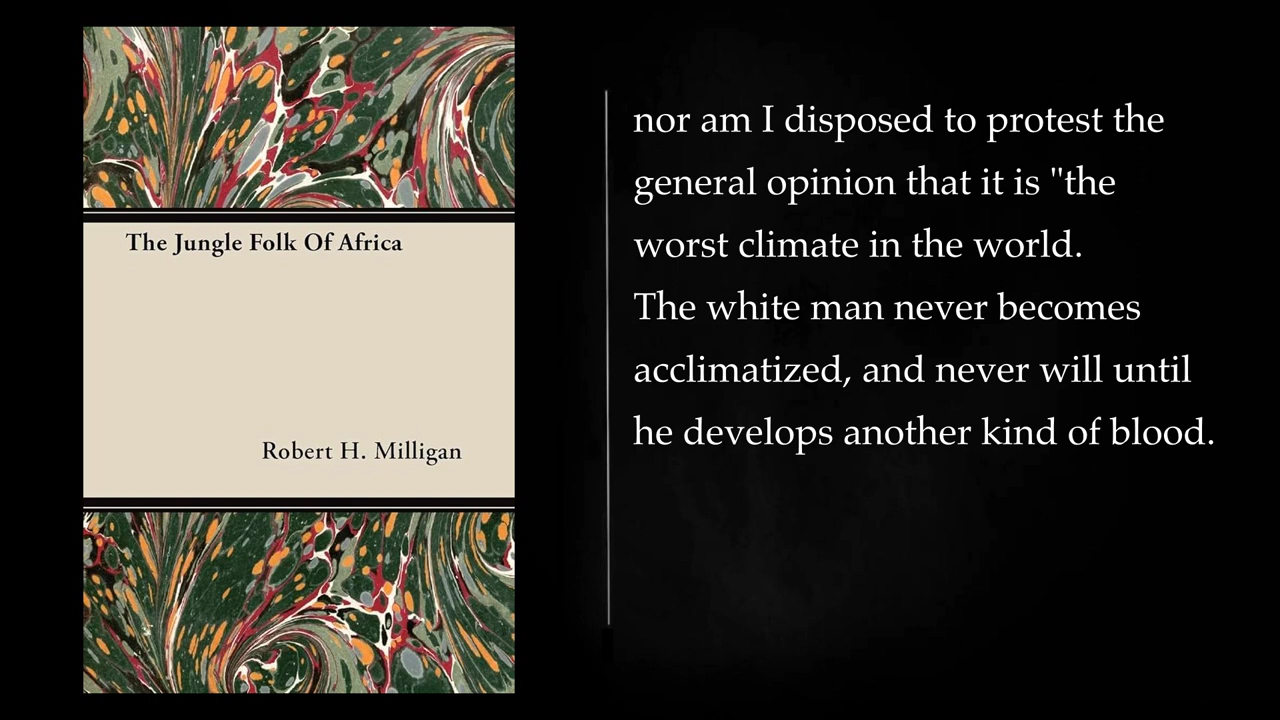 The Jungle Folk Of Africa
Robert H. Milligan
nor am I disposed to protest the
general opinion that it is "the
worst climate in the world.
The white man never becomes
acclimatized, and never will until
he develops another kind of blood.